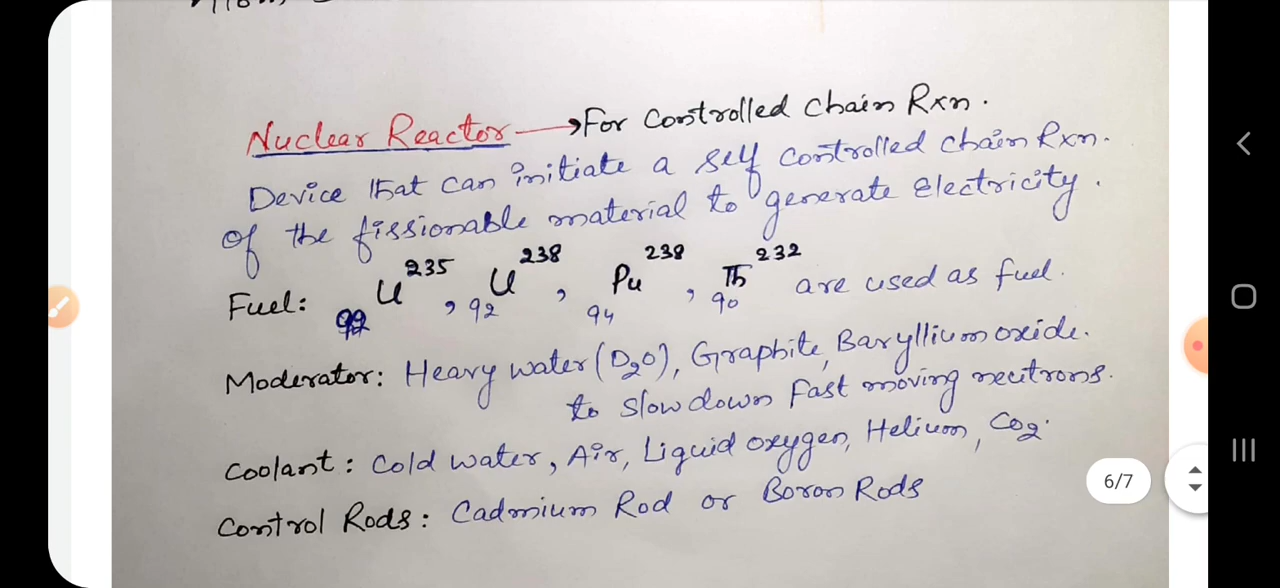 Nuclear Reactor → For Controlled Chain Rxn.
Device that can initiate a self controlled chain Rxn.
of the fissionable material to generate electricity.
Fuel: 92U²³⁵, 92U²³⁸, 94Pu²³⁸, 90Th²³² are used as fuel.
Moderator: Heavy water (D₂O), Graphite, Baryllium oxide.
to slow down Fast moving neutrons.
Coolant: Cold water, Air, Liquid oxygen, Helium, CO₂.
Control Rods: Cadmium Rod or Boron Rods
6/7